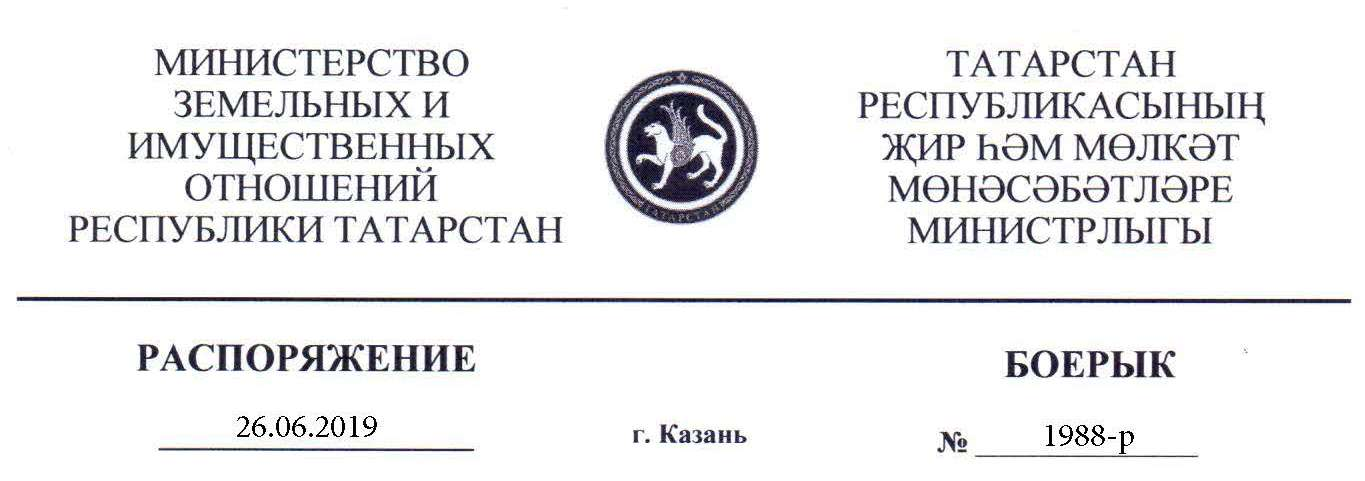 МИНИСТЕРСТВО
ЗЕМЕЛЬНЫХ И
ИМУЩЕСТВЕННЫХ
ОТНОШЕНИЙ
РЕСПУБЛИКИ ТАТАРСТАН
ТАТАРСТАН
ТАТАРСТАН
РЕСПУБЛИКАСЫНЫҢ
ҖИР ҺӘМ МӨЛКӘТ
МӨНӘСӘБӘТЛӘРЕ
МИНИСТРЛЫГЫ
РАСПОРЯЖЕНИЕ
БОЕРЫК
26.06.2019
г. Казань
№ 1988-р